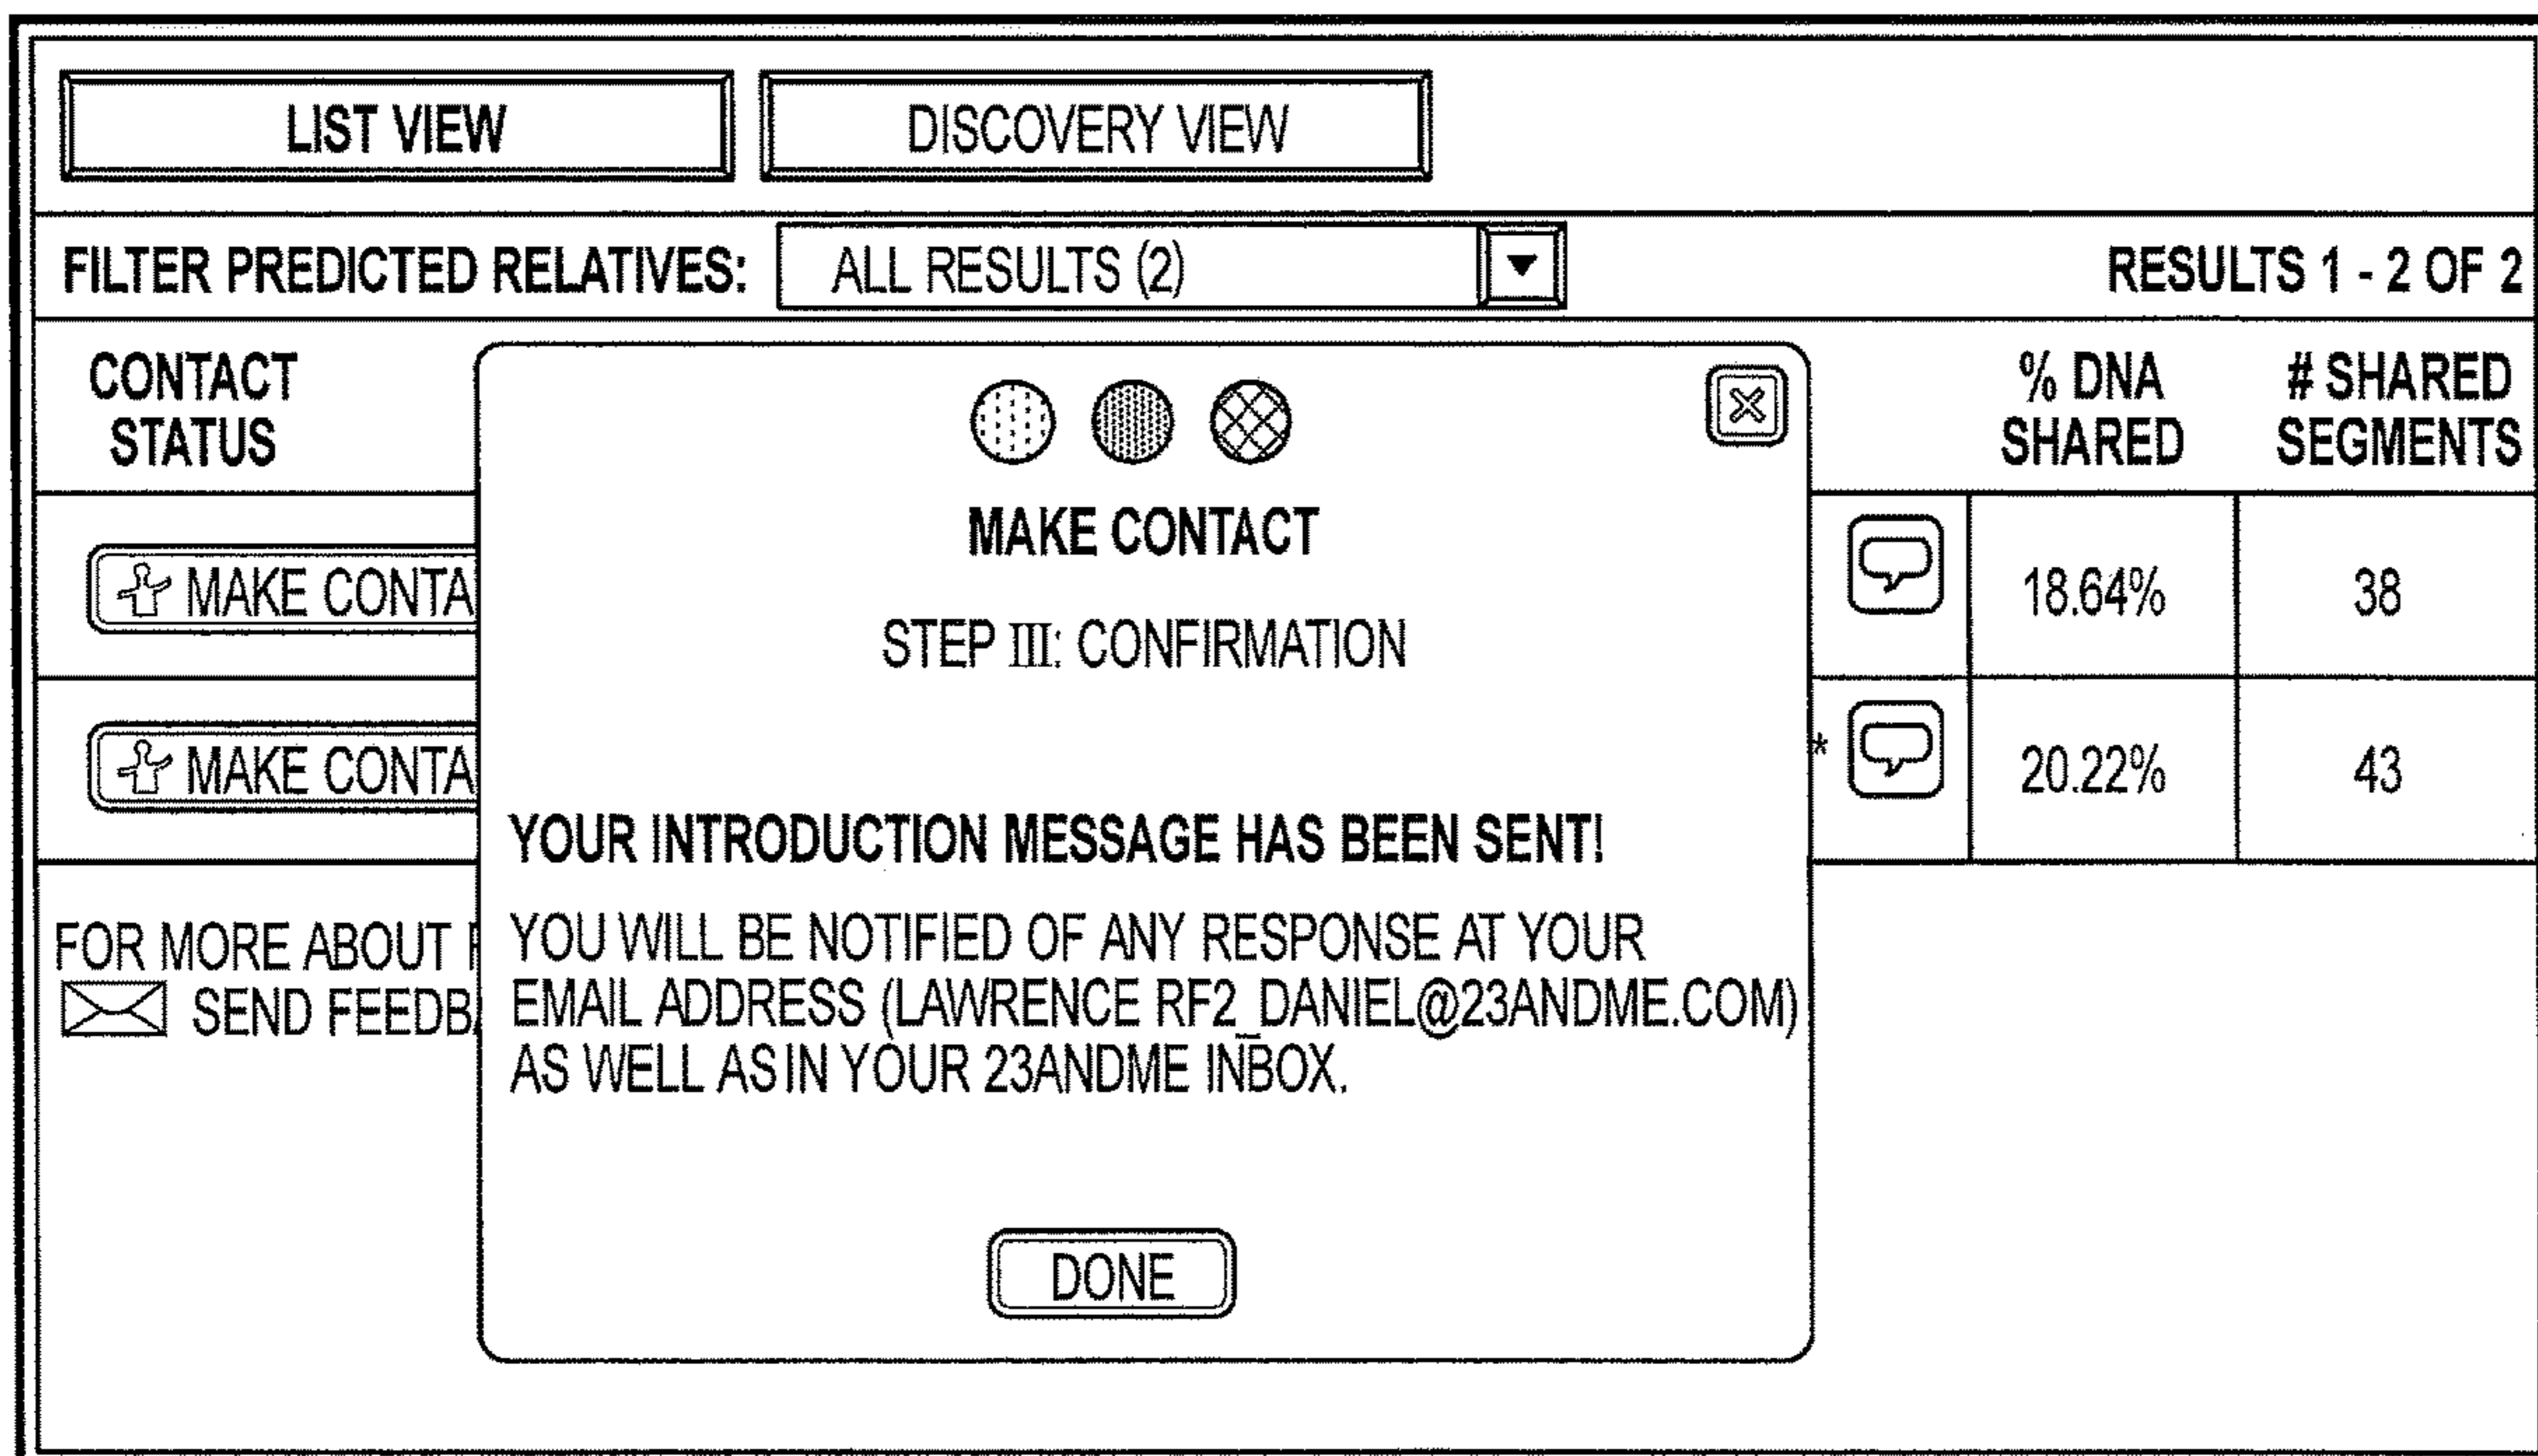 LIST VIEW
DISCOVERY VIEW
FILTER PREDICTED RELATIVES:
ALL RESULTS (2)
RESULTS 1 - 2 OF 2
CONTACT
STATUS
% DNA
SHARED
# SHARED
SEGMENTS
MAKE CONTA
18.64%
38
MAKE CONTA
*
20.22%
43
FOR MORE ABOUT
SEND FEEDBA
MAKE CONTACT
STEP III: CONFIRMATION
YOUR INTRODUCTION MESSAGE HAS BEEN SENT!
YOU WILL BE NOTIFIED OF ANY RESPONSE AT YOUR
EMAIL ADDRESS (LAWRENCE RF2_DANIEL@23ANDME.COM)
AS WELL AS IN YOUR 23ANDME INBOX.
DONE